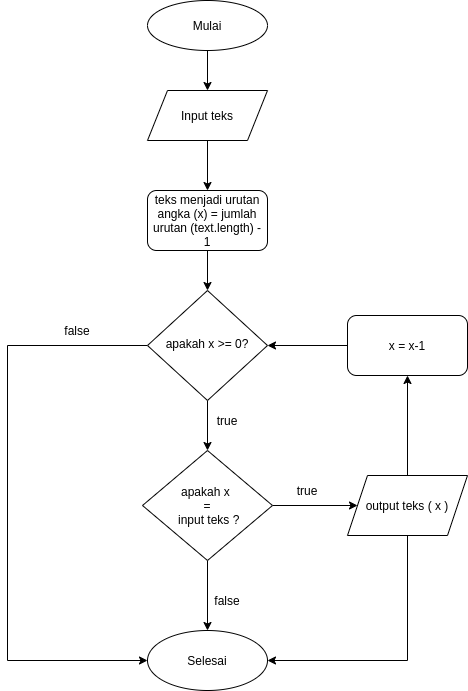 Mulai
Input teks
teks menjadi urutan
angka (x) = jumlah
urutan (text.length) -
1
false
apakah x >= 0?
x = x-1
true
apakah x
=
input teks ?
true
output teks ( x )
false
Selesai